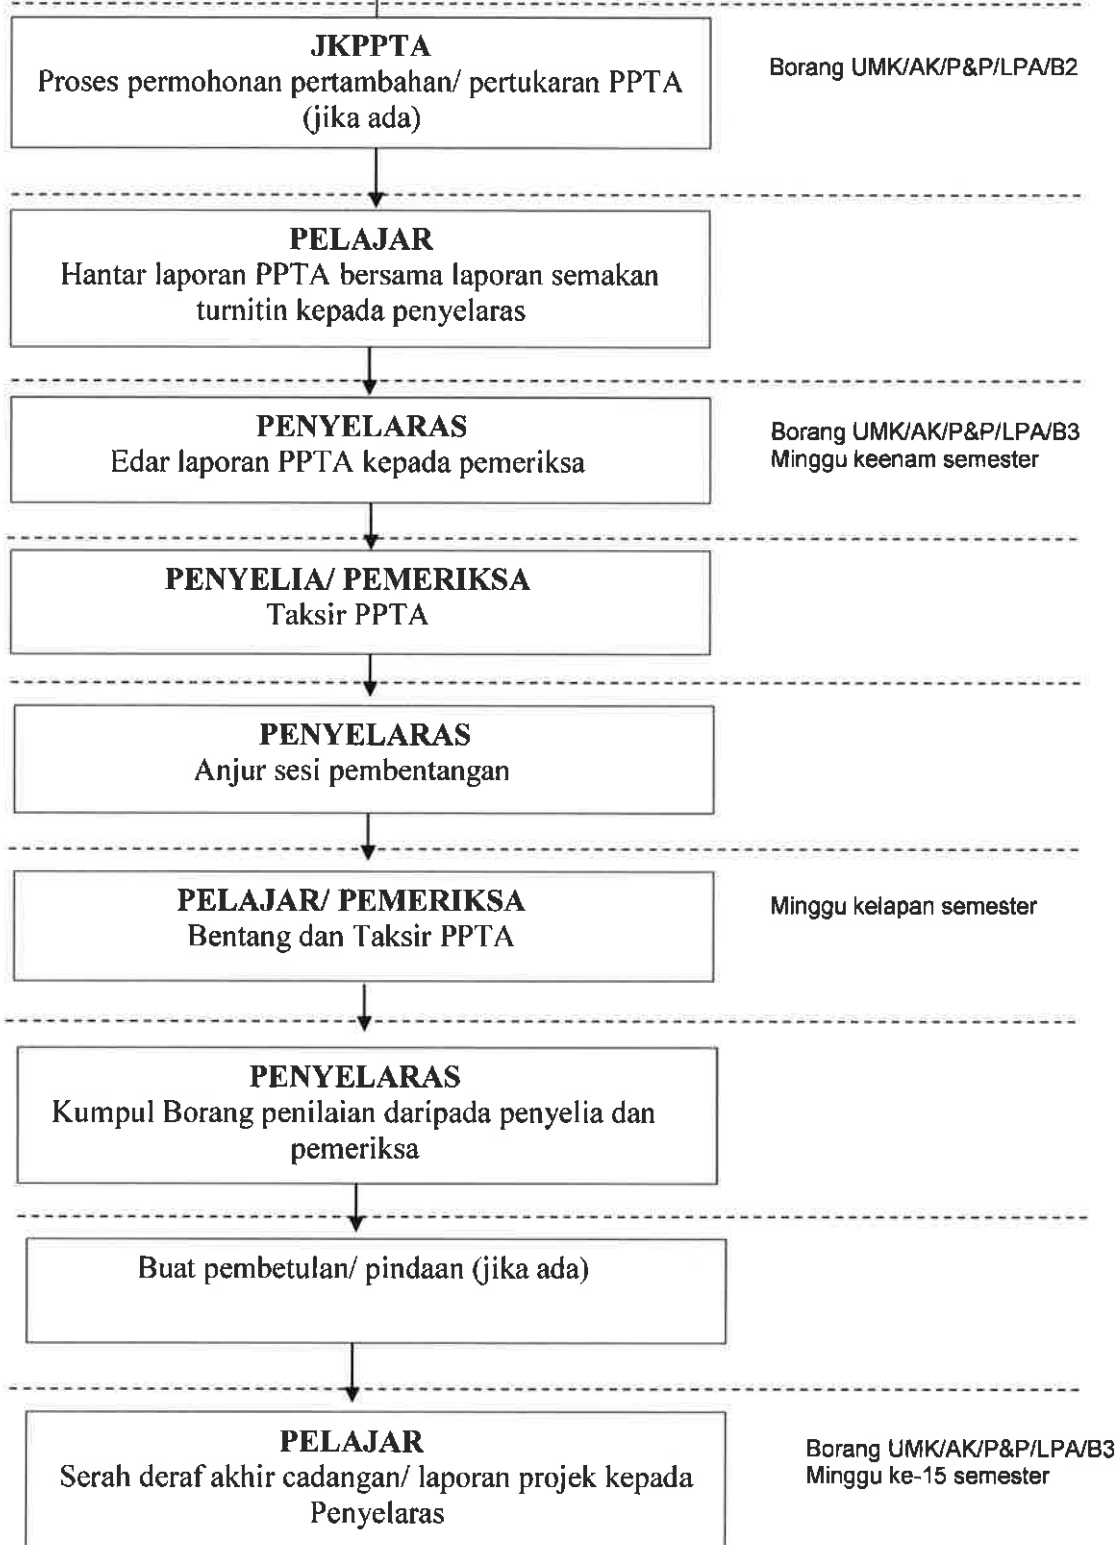 JKPPTA
Proses permohonan pertambahan/ pertukaran PPTA
(jika ada)
Borang UMK/AK/P&P/LPA/B2
PELAJAR
Hantar laporan PPTA bersama laporan semakan
turnitin kepada penyelaras
PENYELARAS
Edar laporan PPTA kepada pemeriksa
Borang UMK/AK/P&P/LPA/B3
Minggu keenam semester
PENYELIA/ PEMERIKSA
Taksir PPTA
PENYELARAS
Anjur sesi pembentangan
PELAJAR/ PEMERIKSA
Bentang dan Taksir PPTA
Minggu kelapan semester
PENYELARAS
Kumpul Borang penilaian daripada penyelia dan
pemeriksa
Buat pembetulan/ pindaan (jika ada)
PELAJAR
Serah deraf akhir cadangan/ laporan projek kepada
Penyelaras
Borang UMK/AK/P&P/LPA/B3
Minggu ke-15 semester